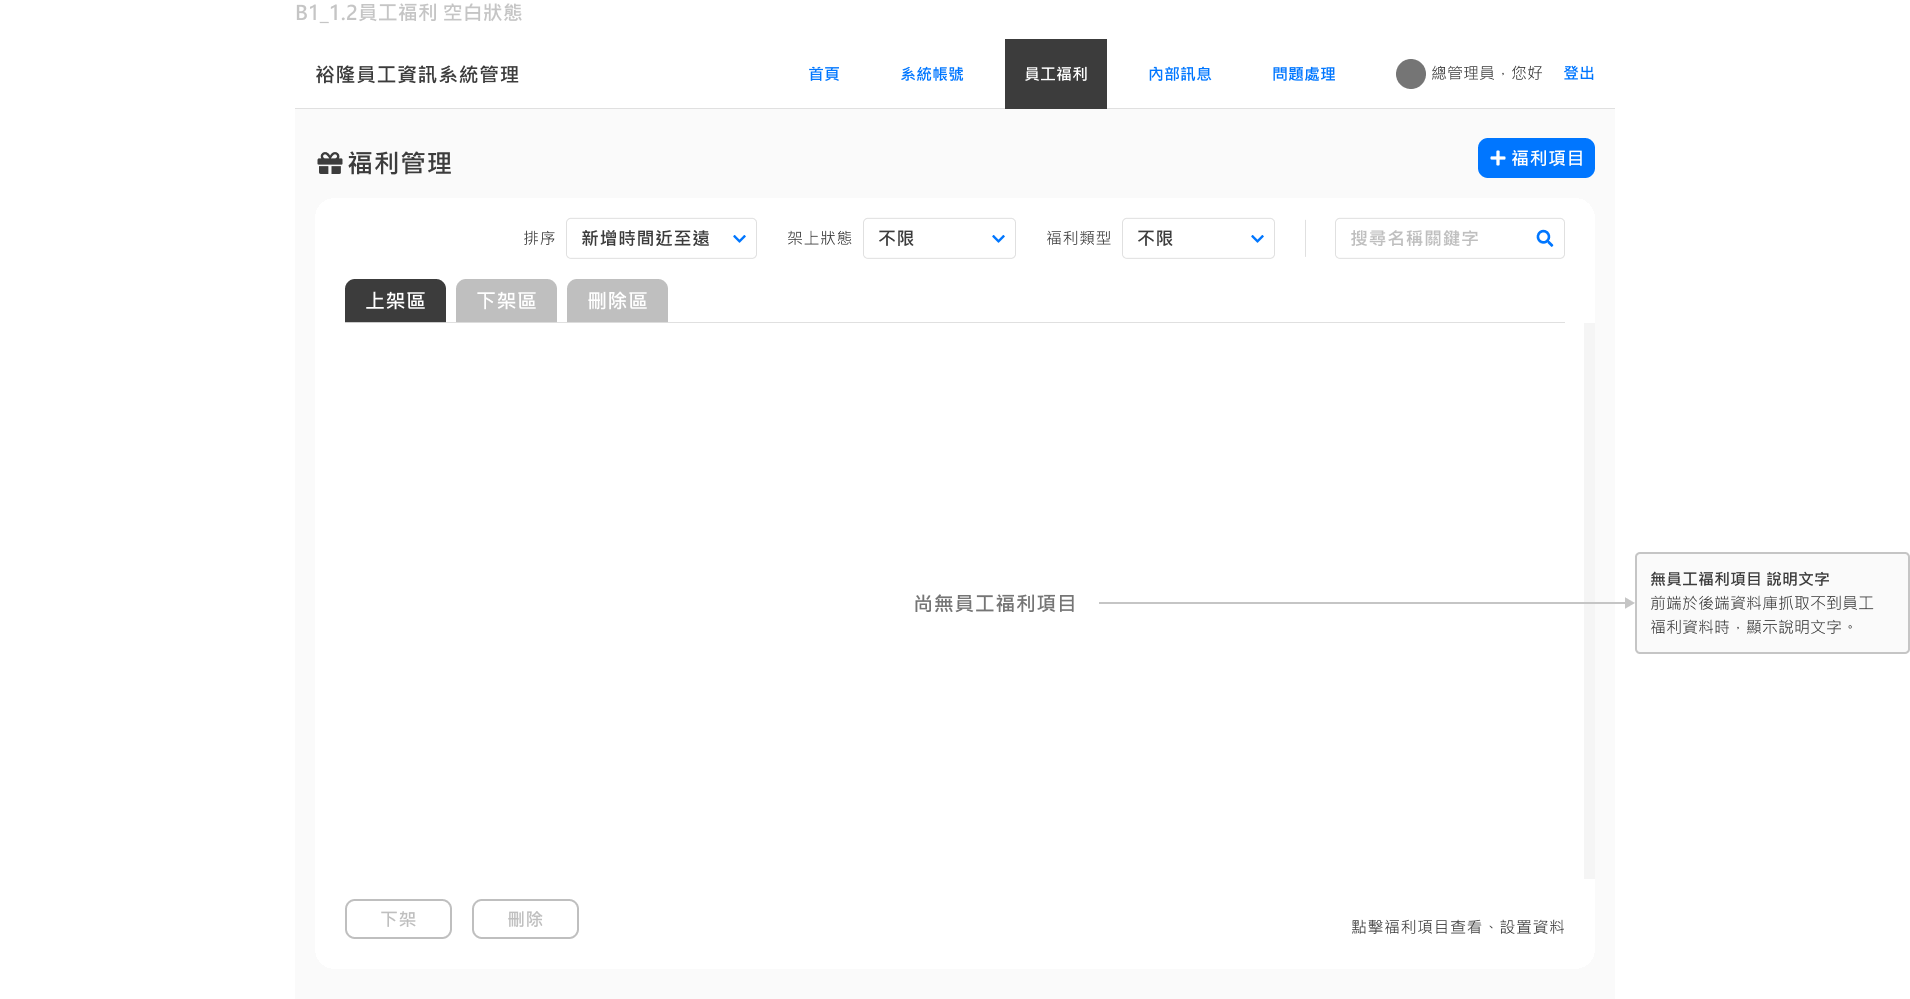 B1_1.2員工福利 空白狀態
裕隆員工資訊系統管理
首頁
系統帳號
員工福利
內部訊息
問題處理
總管理員，您好
登出
福利管理
福利項目
排序
新增時間近至遠
架上狀態
不限
福利類型
不限
搜尋名稱關鍵字
上架區
下架區
刪除區
尚無員工福利項目
無員工福利項目 說明文字
前端於後端資料庫抓取不到員工
福利資料時，顯示說明文字。
下架
刪除
點擊福利項目查看、設置資料